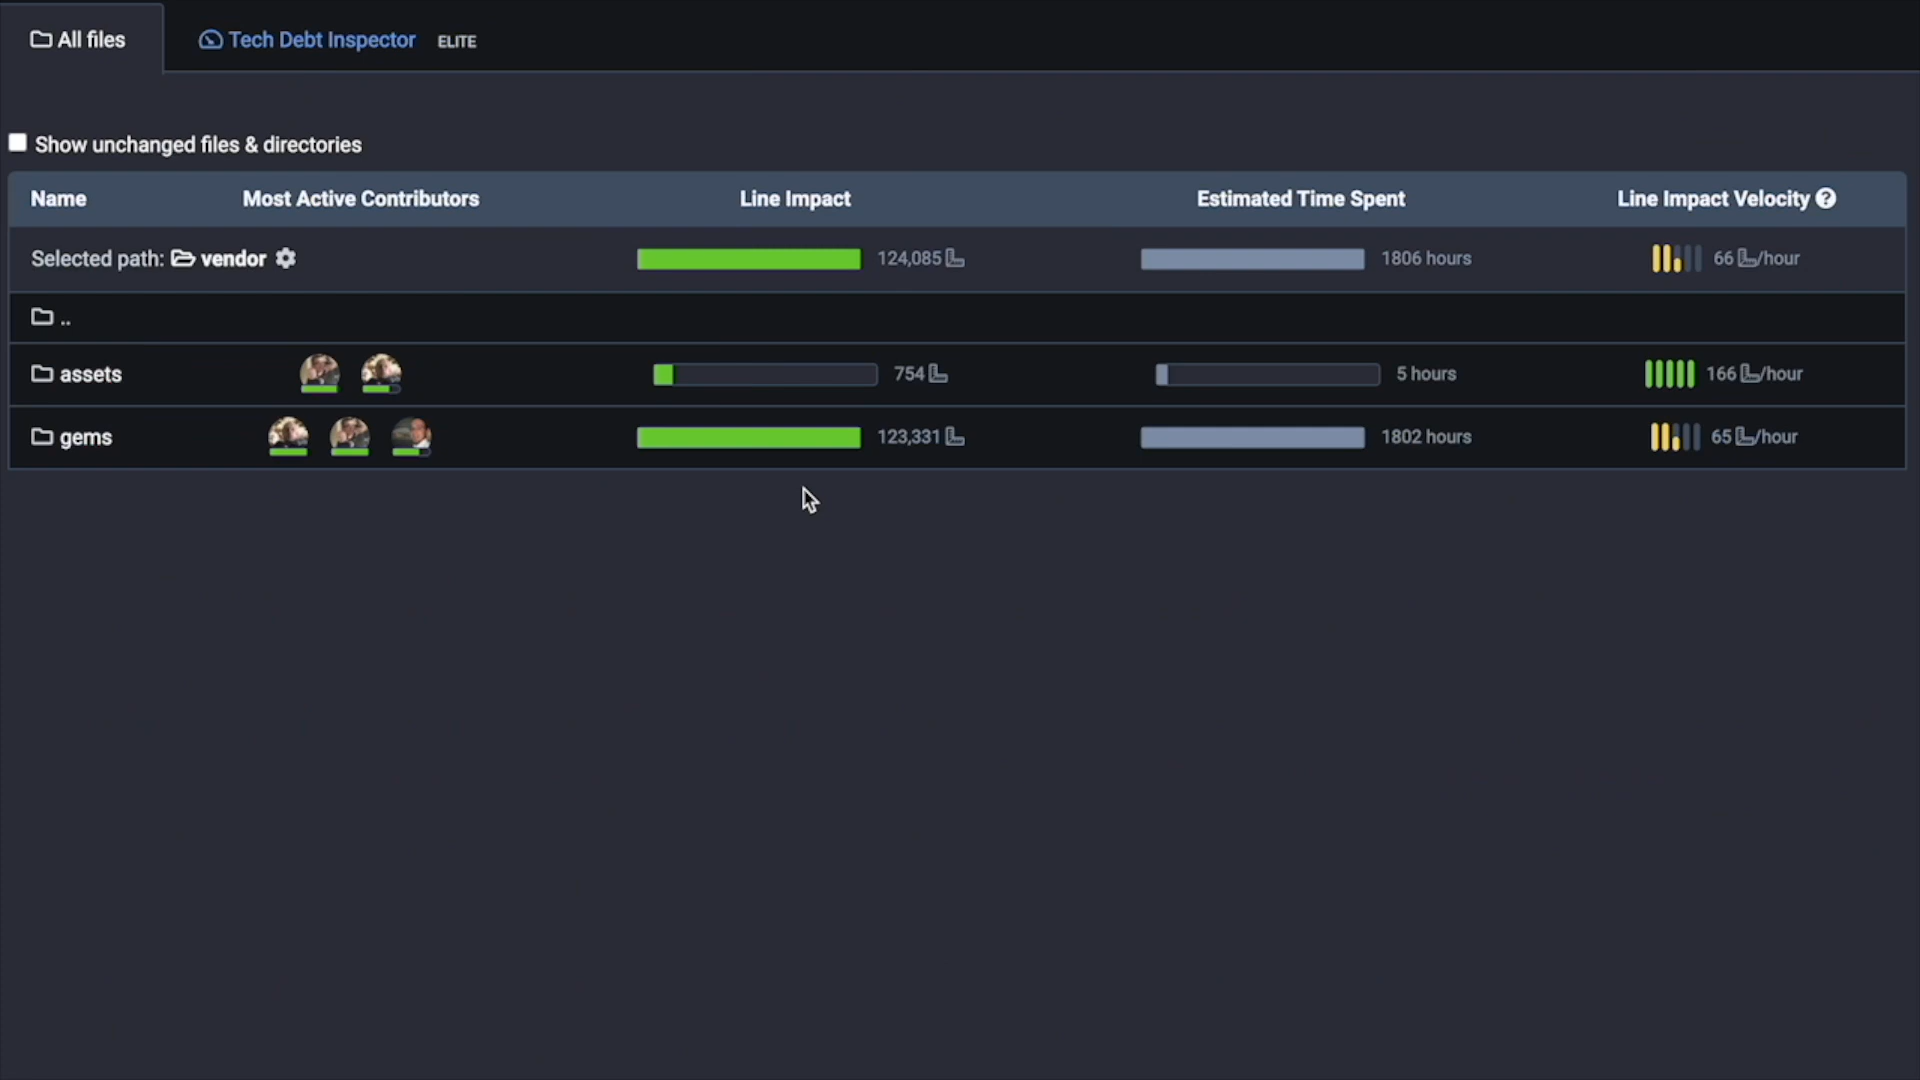 All files Tech Debt Inspector ELITE
Show unchanged files & directories
Name Most Active Contributors Line Impact Estimated Time Spent Line Impact Velocity ?
Selected path: vendor 124,085 1806 hours 66 /hour
..
assets 754 5 hours 166 /hour
gems 123,331 1802 hours 65 /hour